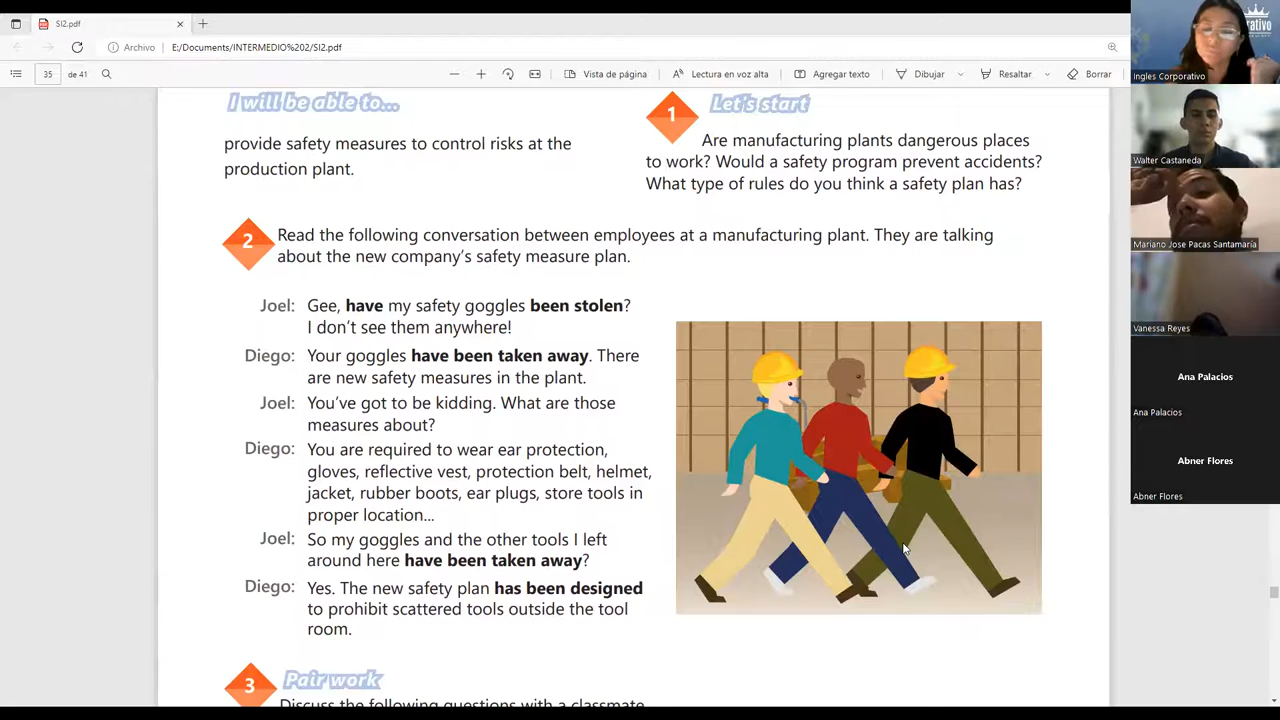 SI2.pdf
Archivo
E:/Documents/INTERMEDIO%202/SI2.pdf
35
de 41
Vista de página
Lectura en voz alta
Agregar texto
Dibujar
Resaltar
Borrar
I will be able to...
provide safety measures to control risks at the
production plant.
1
Let's start
Are manufacturing plants dangerous places
to work? Would a safety program prevent accidents?
What type of rules do you think a safety plan has?
2
Read the following conversation between employees at a manufacturing plant. They are talking
about the new company's safety measure plan.
Joel: Gee, have my safety goggles been stolen?
I don't see them anywhere!
Diego: Your goggles have been taken away. There
are new safety measures in the plant.
Joel: You've got to be kidding. What are those
measures about?
Diego: You are required to wear ear protection,
gloves, reflective vest, protection belt, helmet,
jacket, rubber boots, ear plugs, store tools in
proper location...
Joel: So my goggles and the other tools I left
around here have been taken away?
Diego: Yes. The new safety plan has been designed
to prohibit scattered tools outside the tool
room.
3
Pair work
Discuss the following questions with a classmate
rativo
Ingles Corporativo
Walter Castaneda
Mariano Jose Pacas Santamaría
Vanessa Reyes
Ana Palacios
Ana Palacios
Abner Flores
Abner Flores